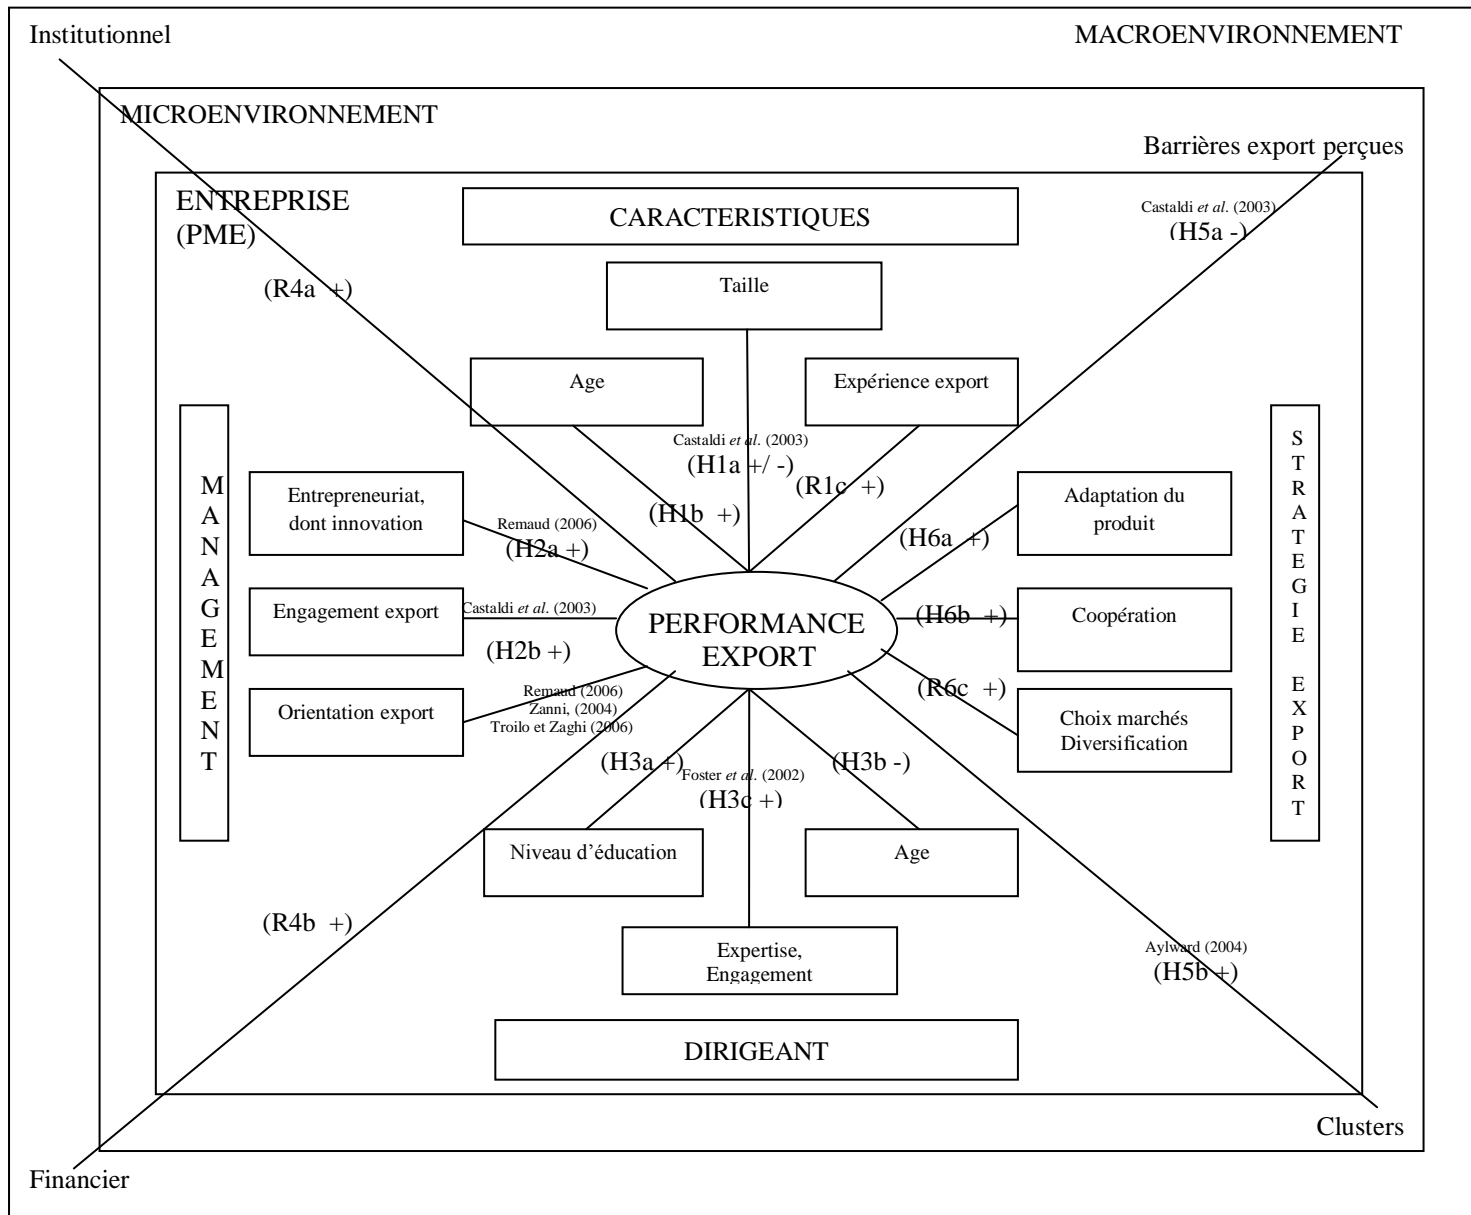 Institutionnel
MACROENVIRONNEMENT
MICROENVIRONNEMENT
Barrières export perçues
ENTREPRISE
(PME)
CARACTERISTIQUES
Castaldi et al. (2003)
(H5a -)
(R4a +)
Taille
Age
Expérience export
Castaldi et al. (2003)
(H1a +/ -)
(R1c +)
(H1b +)
MANAGEMENT
STRATEGIE EXPORT
Entrepreneuriat,
dont innovation
Remaud (2006)
(H2a +)
(H6a +)
Adaptation du
produit
Engagement export
Castaldi et al. (2003)
(H2b +)
PERFORMANCE
EXPORT
(H6b +)
Coopération
Orientation export
Remaud (2006)
Zanni, (2004)
Troilo et Zaghi (2006)
(R6c +)
Choix marchés
Diversification
(H3a +)
Foster et al. (2002)
(H3c +)
(H3b -)
Niveau d'éducation
Age
(R4b +)
Expertise,
Engagement
Aylward (2004)
(H5b +)
DIRIGEANT
Clusters
Financier